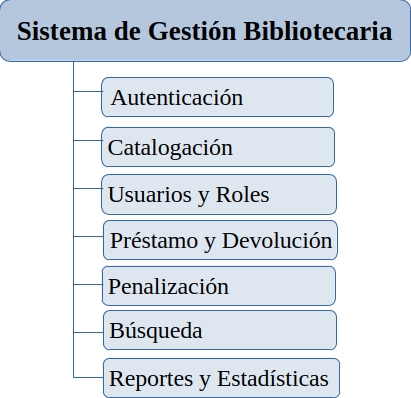 Sistema de Gestión Bibliotecaria
Autenticación
Catalogación
Usuarios y Roles
Préstamo y Devolución
Penalización
Búsqueda
Reportes y Estadísticas